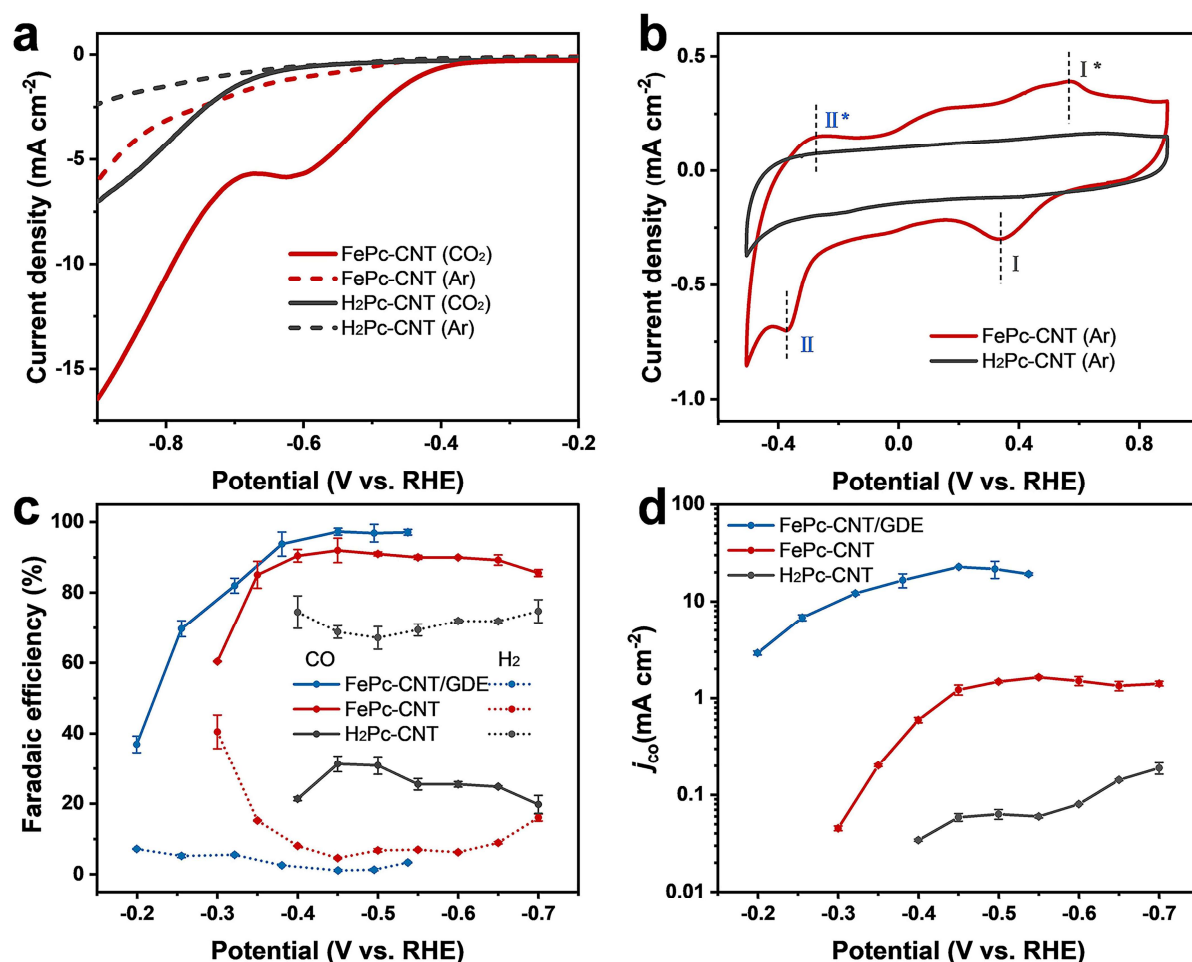 a
Current density (mA cm⁻²)
0
-5
-10
-15
-0.8
-0.6
-0.4
-0.2
Potential (V vs. RHE)
FePc-CNT (CO₂)
FePc-CNT (Ar)
H₂Pc-CNT (CO₂)
H₂Pc-CNT (Ar)
b
Current density (mA cm⁻²)
0.5
0.0
-0.5
-1.0
-0.4
0.0
0.4
0.8
Potential (V vs. RHE)
I*
II*
I
II
FePc-CNT (Ar)
H₂Pc-CNT (Ar)
c
Faradaic efficiency (%)
100
80
60
40
20
0
-0.2
-0.3
-0.4
-0.5
-0.6
-0.7
Potential (V vs. RHE)
CO H₂
FePc-CNT/GDE
FePc-CNT
H₂Pc-CNT
d
jco(mA cm⁻²)
100
10
1
0.1
0.01
-0.2
-0.3
-0.4
-0.5
-0.6
-0.7
Potential (V vs. RHE)
FePc-CNT/GDE
FePc-CNT
H₂Pc-CNT